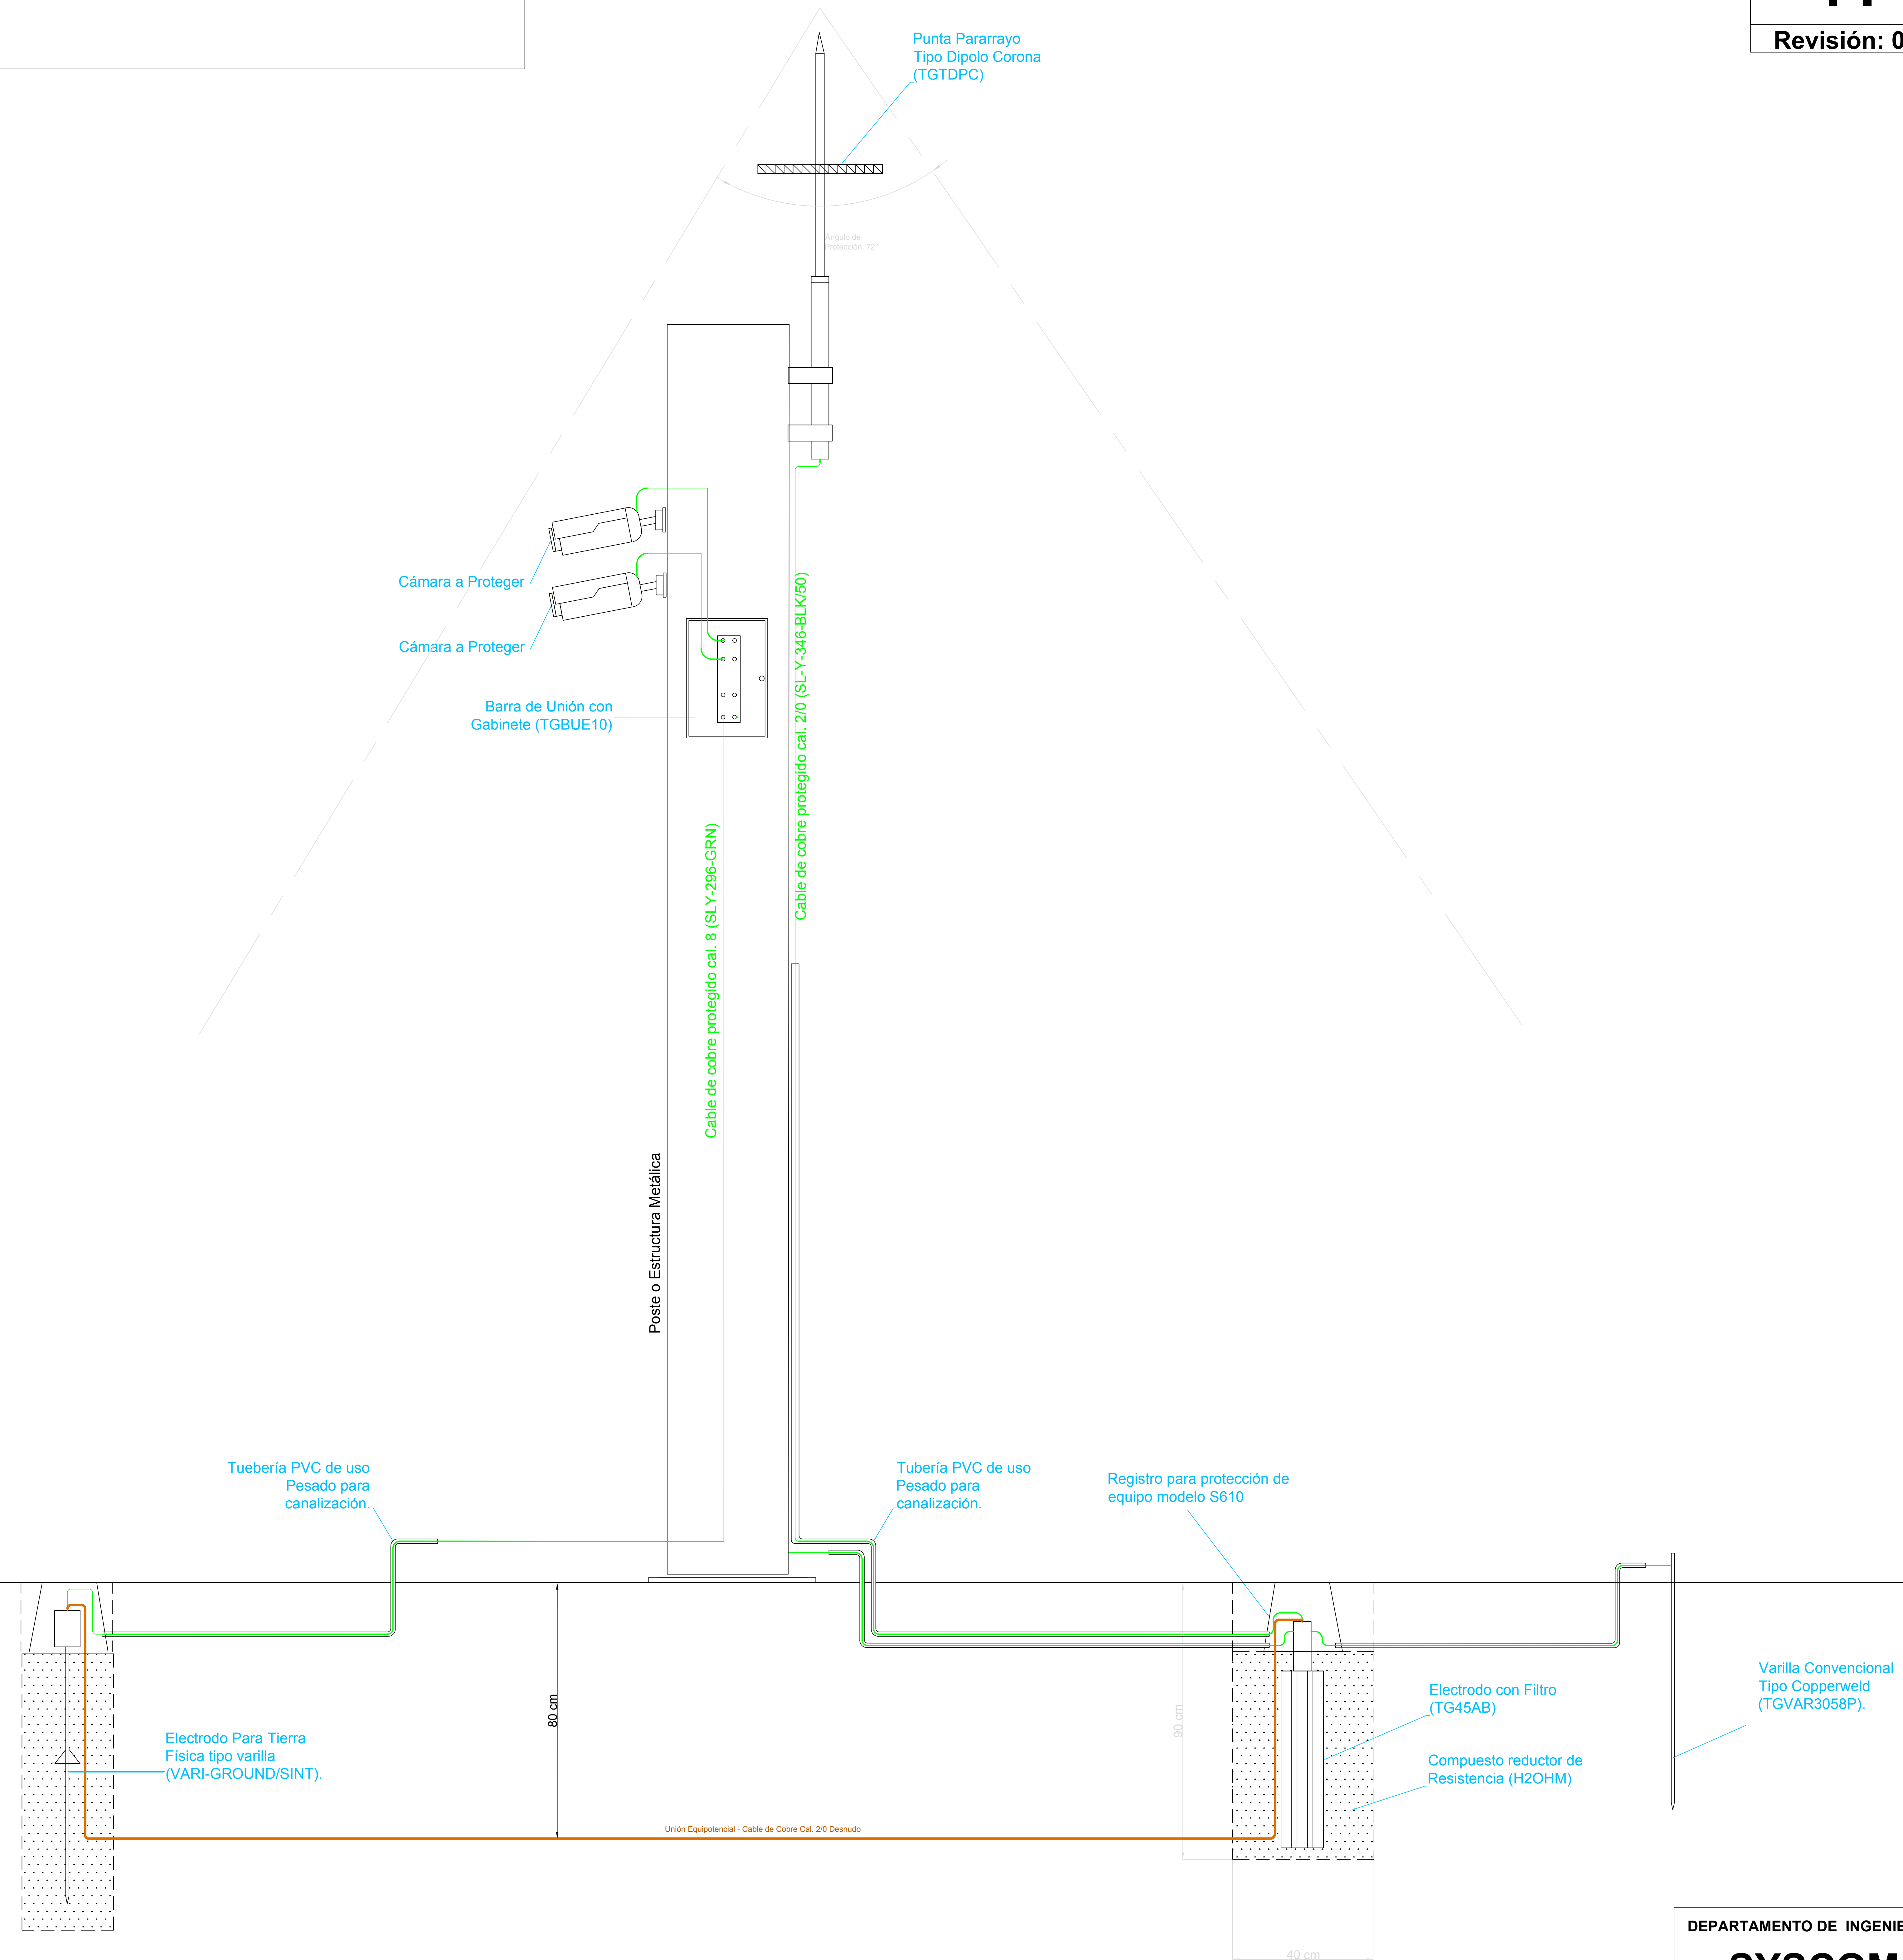 Revisión: 0
Punta Pararrayo
Tipo Dipolo Corona
(TGTDPC)
Ángulo de
Protección: 72°
Cámara a Proteger
Cámara a Proteger
Barra de Unión con
Gabinete (TGBUE10)
Cable de cobre protegido cal. 2/0 (SL-Y-346-BLK/50)
Cable de cobre protegido cal. 8 (SLY-296-GRN)
Poste o Estructura Metálica
Tuebería PVC de uso
Pesado para
canalización.
Tubería PVC de uso
Pesado para
canalización.
Registro para protección de
equipo modelo S610
80 cm
90 cm
Varilla Convencional
Tipo Copperweld
(TGVAR3058P).
Electrodo con Filtro
(TG45AB)
Electrodo Para Tierra
Física tipo varilla
(VARI-GROUND/SINT).
Compuesto reductor de
Resistencia (H2OHM)
Unión Equipotencial - Cable de Cobre Cal. 2/0 Desnudo
40 cm
DEPARTAMENTO DE INGENIE
SYSCOM